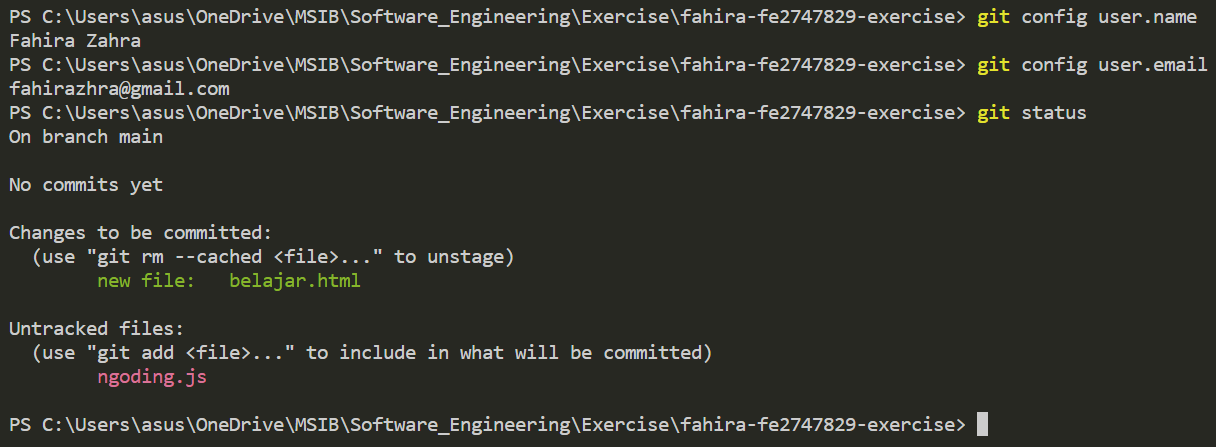 PS C:\Users\asus\OneDrive\MSIB\Software_Engineering\Exercise\fahira-fe2747829-exercise> git config user.name
Fahira Zahra
PS C:\Users\asus\OneDrive\MSIB\Software_Engineering\Exercise\fahira-fe2747829-exercise> git config user.email
fahirazhra@gmail.com
PS C:\Users\asus\OneDrive\MSIB\Software_Engineering\Exercise\fahira-fe2747829-exercise> git status
On branch main

No commits yet

Changes to be committed:
  (use "git rm --cached <file>..." to unstage)
        new file:   belajar.html

Untracked files:
  (use "git add <file>..." to include in what will be committed)
        ngoding.js

PS C:\Users\asus\OneDrive\MSIB\Software_Engineering\Exercise\fahira-fe2747829-exercise>